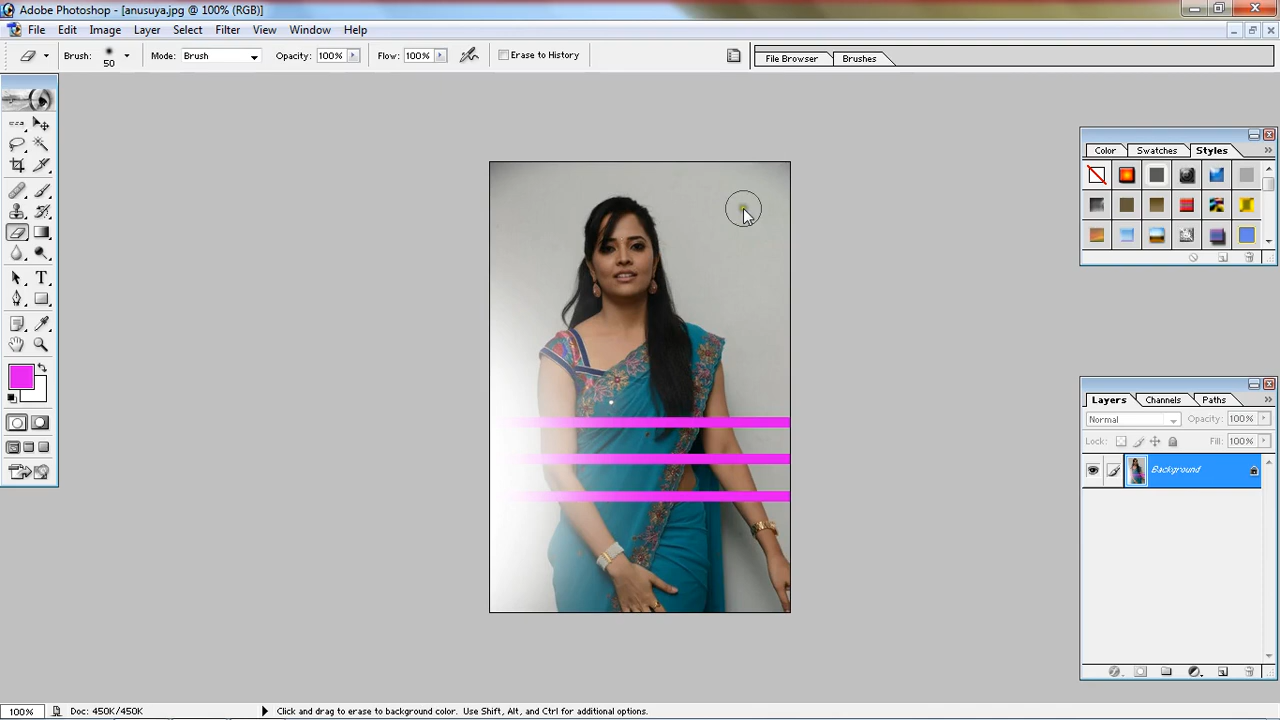 Adobe Photoshop - [anusuya.jpg @ 100% (RGB)]
File Edit Image Layer Select Filter View Window Help
Brush: 50 Mode: Brush Opacity: 100% Flow: 100% Erase to History
File Browser Brushes
Color Swatches Styles
Layers Channels Paths
Normal Opacity: 100%
Lock: Fill: 100%
Background
100% Doc: 450K/450K Click and drag to erase to background color. Use Shift, Alt, and Ctrl for additional options.